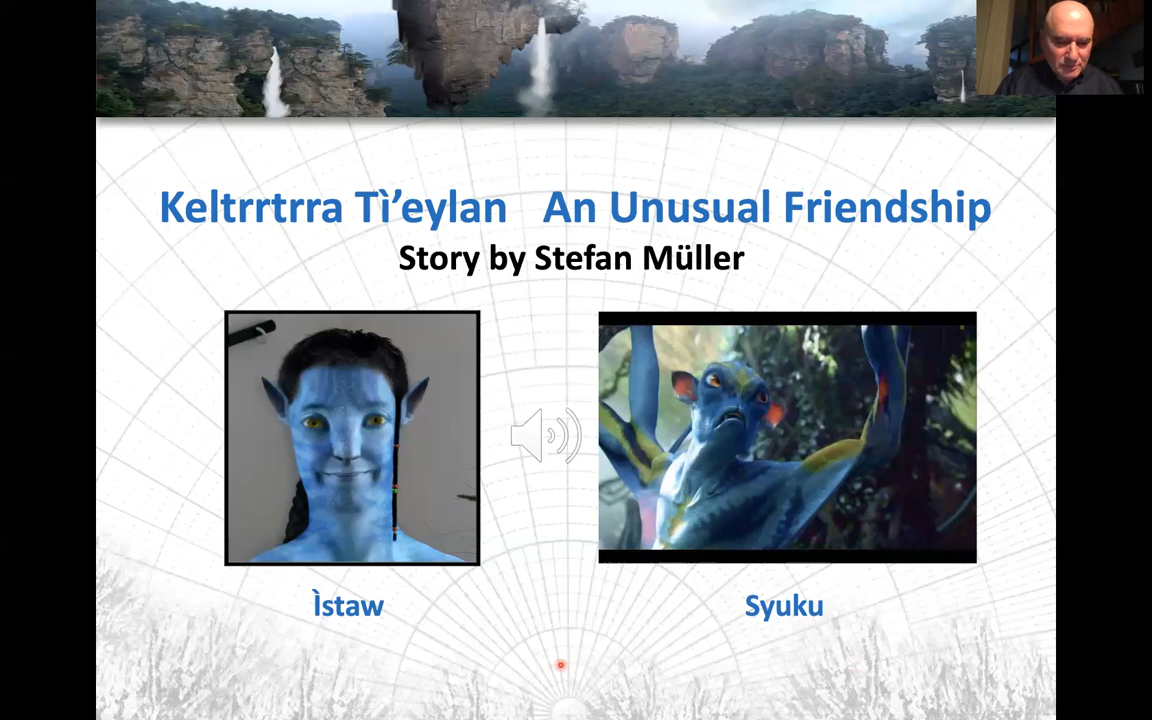 Keltrrtrra Tì’eylan An Unusual Friendship
Story by Stefan Müller
Ìstaw
Syuku